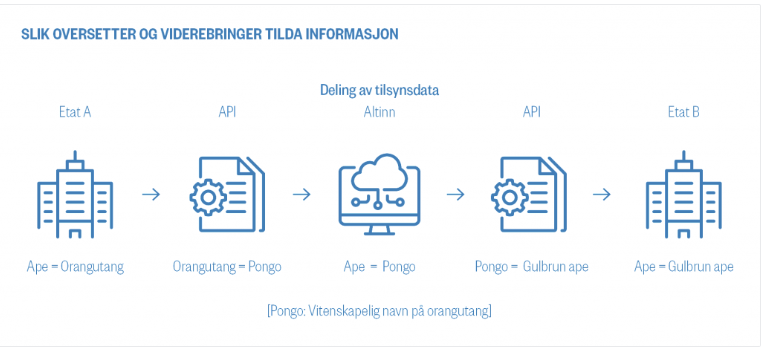 SLIK OVERSETTER OG VIDEREBRINGER TILDA INFORMASJON
Deling av tilsynsdata
Etat A
API
Altinn
API
Etat B
Ape = Orangutang
Orangutang = Pongo
Ape = Pongo
Pongo = Gulbrun ape
Ape = Gulbrun ape
[Pongo: Vitenskapelig navn på orangutang]